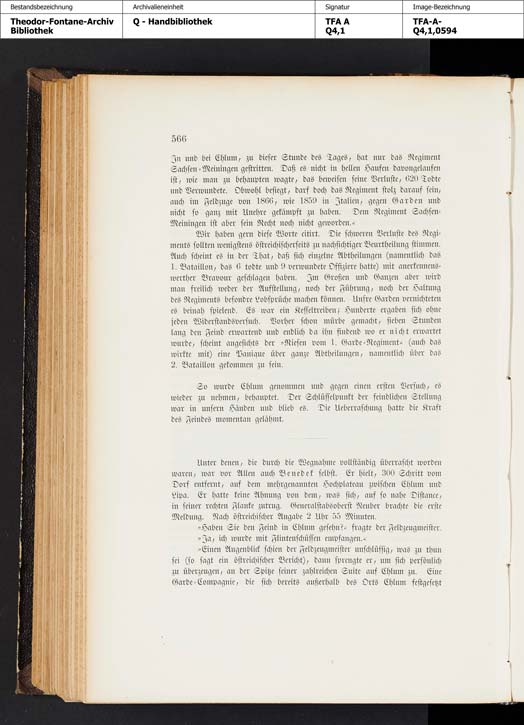 Bestandsbezeichnung
Archivalieneinheit
Signatur
Image-Bezeichnung
Theodor-Fontane-Archiv
Bibliothek
Q - Handbibliothek
TFA A
Q4,1
TFA-A-
Q4,1,0594
566
In und bei Chlum, zu dieser Stunde des Tages, hat nur das Regiment
Sachsen-Meiningen gestritten. Daß es nicht in hellen Haufen davongelaufen
ist, wie man zu behaupten wagte, das beweisen seine Verluste, 620 Todte
und Verwundete. Obwohl besiegt, darf doch das Regiment stolz darauf sein,
auch im Feldzuge von 1866, wie 1859 in Italien, gegen Garden und
nicht so ganz mit Unehre gekämpft zu haben. Dem Regiment Sachsen-
Meiningen ist aber sein Recht noch nicht geworden.«
Wir haben gern diese Worte citirt. Die schweren Verluste des Regi-
ments sollten wenigstens östreichischerseits zu nachsichtiger Beurtheilung stimmen.
Auch scheint es in der That, daß sich einzelne Abtheilungen (namentlich das
1. Bataillon, das 6 todte und 9 verwundete Offiziere hatte) mit anerkennens-
werther Bravour geschlagen haben. Im Großen und Ganzen aber wird
man freilich weder der Aufstellung, noch der Führung, noch der Haltung
des Regiments besondre Lobsprüche machen können. Unsre Garden vernichteten
es beinah spielend. Es war ein Kesseltreiben; Hunderte ergaben sich ohne
jeden Widerstandsversuch. Vorher schon mürbe gemacht, sieben Stunden
lang den Feind erwartend und endlich da ihn findend wo er nicht erwartet
wurde, scheint angesichts der »Riesen vom 1. Garde-Regiment« (auch das
wirkte mit) eine Panique über ganze Abtheilungen, namentlich über das
2. Bataillon gekommen zu sein.
So wurde Chlum genommen und gegen einen ersten Versuch, es
wieder zu nehmen, behauptet. Der Schlüsselpunkt der feindlichen Stellung
war in unsern Händen und blieb es. Die Ueberraschung hatte die Kraft
des Feindes momentan gelähmt.
Unter denen, die durch die Wegnahme vollständig überrascht worden
waren, war vor Allen auch Benedek selbst. Er hielt, 300 Schritt vom
Dorf entfernt, auf dem mehrgenannten Hochplateau zwischen Chlum und
Lipa. Er hatte keine Ahnung von dem, was sich, auf so nahe Distance,
in seiner rechten Flanke zutrug. Generalstabsoberst Neuber brachte die erste
Meldung. Nach östreichischer Angabe 2 Uhr 55 Minuten.
»Haben Sie den Feind in Chlum gesehn?« fragte der Feldzeugmeister.
»Ja, ich wurde mit Flintenschüssen empfangen.«
»Einen Augenblick schien der Feldzeugmeister unschlüssig, was zu thun
sei (so sagt ein östreichischer Bericht), dann sprengte er, um sich persönlich
zu überzeugen, an der Spitze seiner zahlreichen Suite auf Chlum zu. Eine
Garde-Compagnie, die sich bereits außerhalb des Orts Chlum festgesetzt